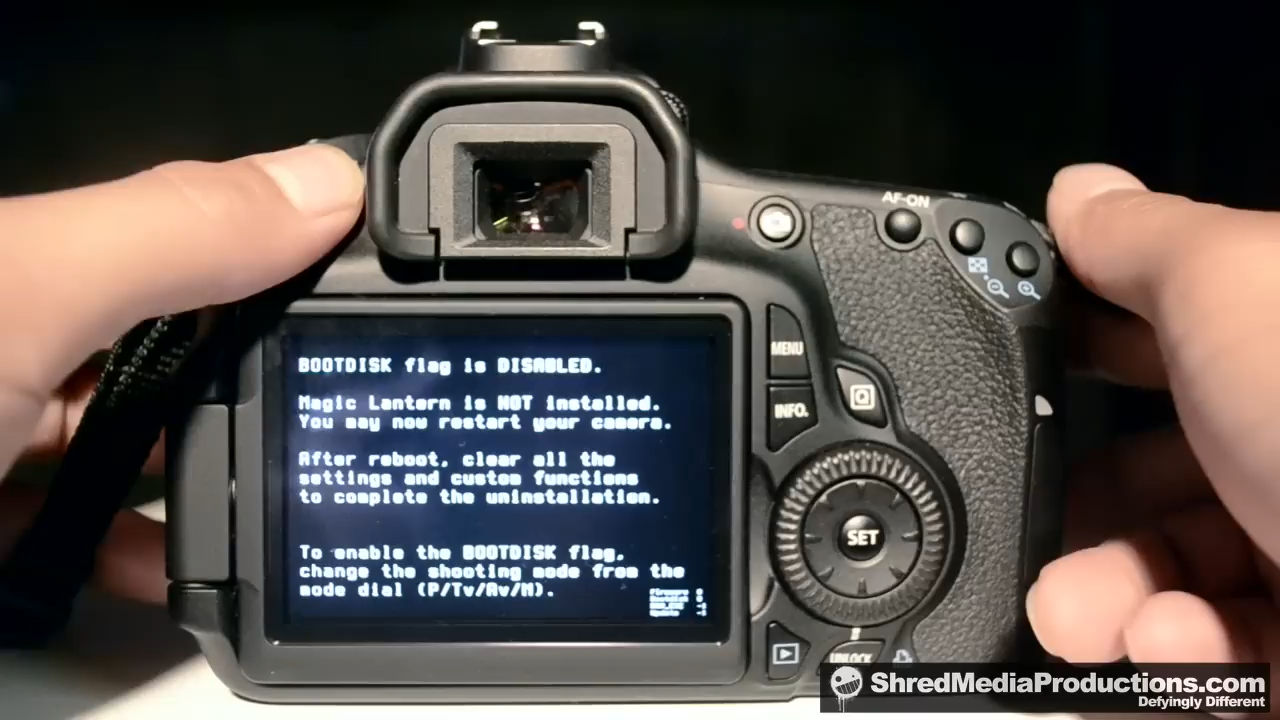 AF-ON
BOOTDISK flag is DISABLED.
Magic Lantern is NOT installed.
You may now restart your camera.
After reboot, clear all the
settings and custom functions
to complete the uninstallation.
To enable the BOOTDISK flag,
change the shooting mode from the
mode dial (P/Tv/Av/M).
MENU
Q
INFO.
SET
UNLOCK
ShredMediaProductions.com
Defyingly Different